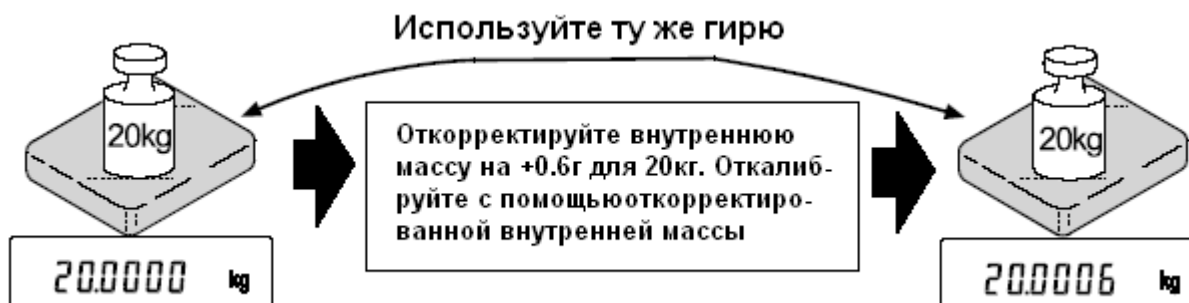 Используйте ту же гирю
20kg
Откорректируйте внутреннюю
массу на +0.6г для 20кг. Откалиб-
руйте с помощьюоткорректиро-
ванной внутренней массы
20kg
20.0000 kg
20.0006 kg